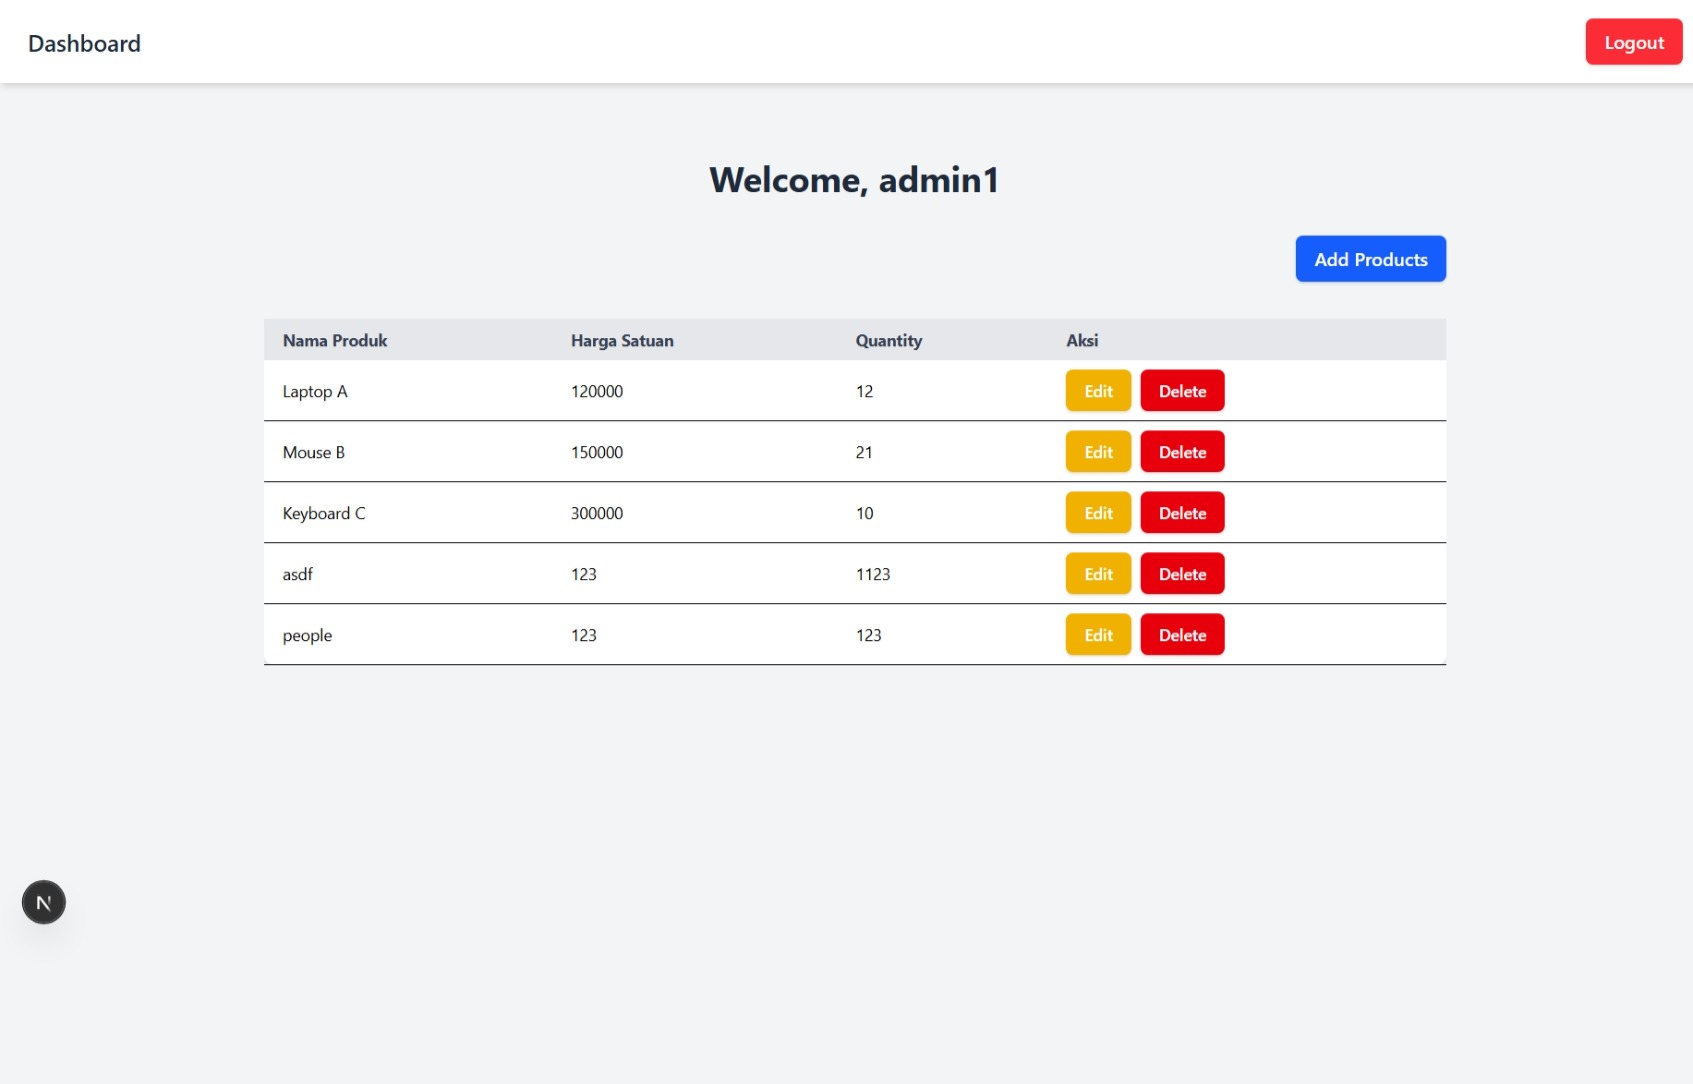 Dashboard
Logout
Welcome, admin1
Add Products
Nama Produk Harga Satuan Quantity Aksi
Laptop A 120000 12 Edit Delete
Mouse B 150000 21 Edit Delete
Keyboard C 300000 10 Edit Delete
asdf 123 1123 Edit Delete
people 123 123 Edit Delete
N